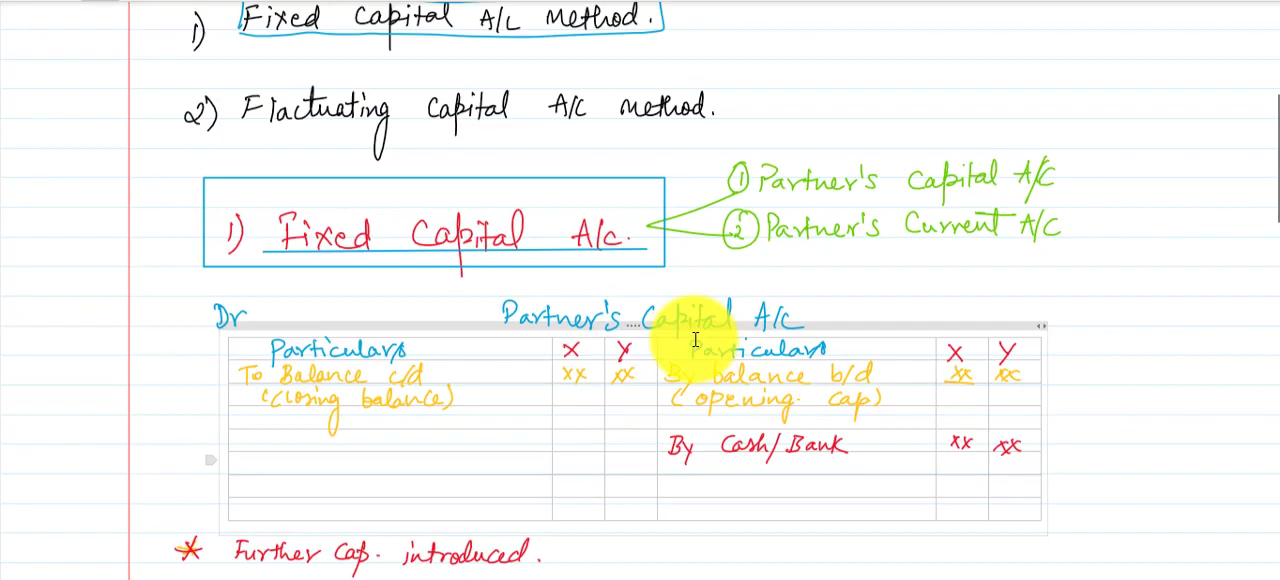 1) Fixed Capital A/C Method.
2) Fluctuating Capital A/C Method.
1) Fixed Capital A/c.
① Partner's Capital A/C
② Partner's Current A/C
Dr Partner's .... Capital A/C
Particulars X Y Particulars X Y
To Balance c/d xx xx By balance b/d xx xx
(Closing balance) (opening. cap)
By Cash/Bank xx xx
* Further Cap. introduced.